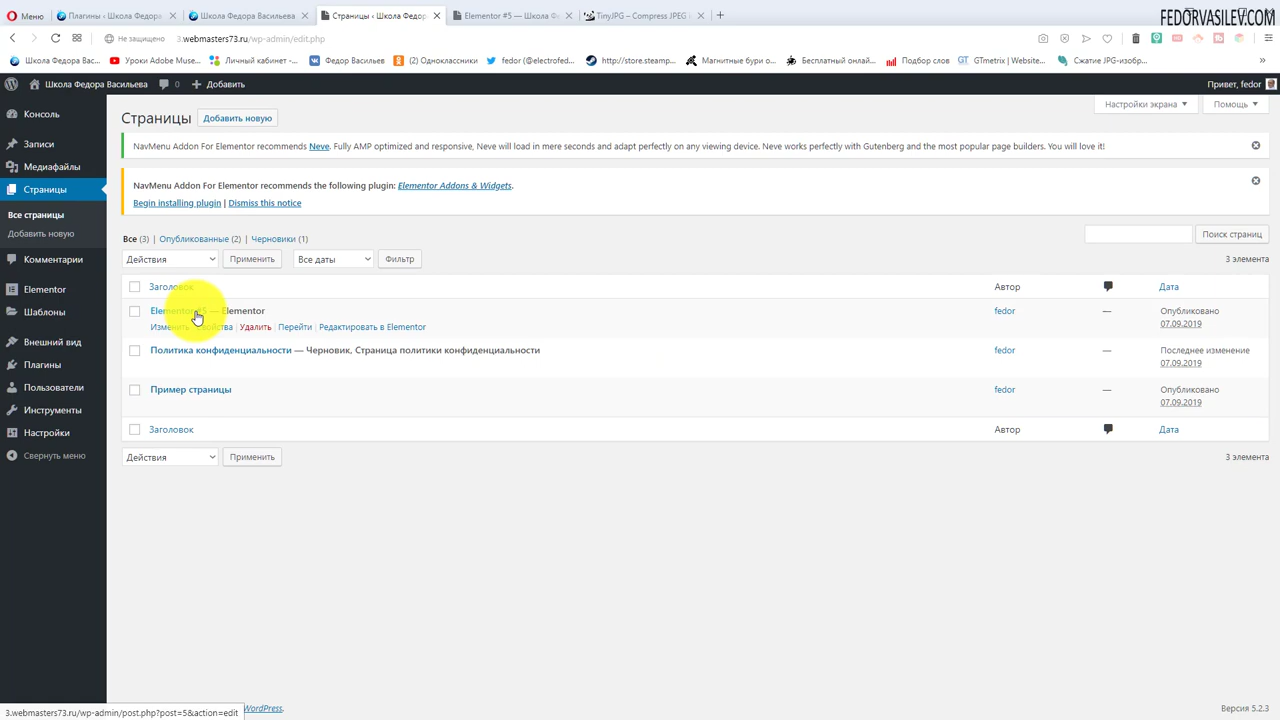 Меню
Плагины ‹ Школа Федора
Школа Федора Васильева
Страницы ‹ Школа Федор
Elementor #5 — Школа Ф
TinyJPG – Compress JPEG
FEDORVASILEV.COM
Не защищено
3.webmasters73.ru/wp-admin/edit.php
Школа Федора Вас...
Уроки Adobe Muse...
Личный кабинет -...
Федор Васильев
(2) Одноклассники
fedor (@electrofed...
http://store.steamp...
Магнитные бури о...
Бесплатный онлай...
Подбор слов
GTmetrix | Website...
Сжатие JPG-изобр...
Школа Федора Васильева
0
Добавить
Привет, fedor
Консоль
Записи
Медиафайлы
Страницы
Все страницы
Добавить новую
Комментарии
Elementor
Шаблоны
Внешний вид
Плагины
Пользователи
Инструменты
Настройки
Свернуть меню
Настройки экрана
Помощь
Страницы
Добавить новую
NavMenu Addon For Elementor recommends Neve. Fully AMP optimized and responsive, Neve will load in mere seconds and adapt perfectly on any viewing device. Neve works perfectly with Gutenberg and the most popular page builders. You will love it!
NavMenu Addon For Elementor recommends the following plugin: Elementor Addons & Widgets.
Begin installing plugin | Dismiss this notice
Все (3) | Опубликованные (2) | Черновики (1)
Поиск страниц
Действия
Применить
Все даты
Фильтр
3 элемента
Заголовок
Автор
Дата
Elementor #5 — Elementor
fedor
—
Опубликовано
07.09.2019
Изменить | Свойства | Удалить | Перейти | Редактировать в Elementor
Политика конфиденциальности — Черновик, Страница политики конфиденциальности
fedor
—
Последнее изменение
07.09.2019
Пример страницы
fedor
—
Опубликовано
07.09.2019
Заголовок
Автор
Дата
Действия
Применить
3 элемента
3.webmasters73.ru/wp-admin/post.php?post=5&action=edit
WordPress.
Версия 5.2.3